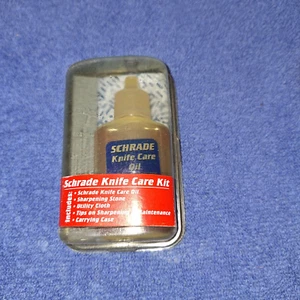 SCHRADE
Knife Care
Oil
Schrade Knife Care Kit
Includes:
• Schrade Knife Care Oil
• Sharpening Stone
• Utility Cloth
• Tips on Sharpening & Maintenance
• Carrying Case